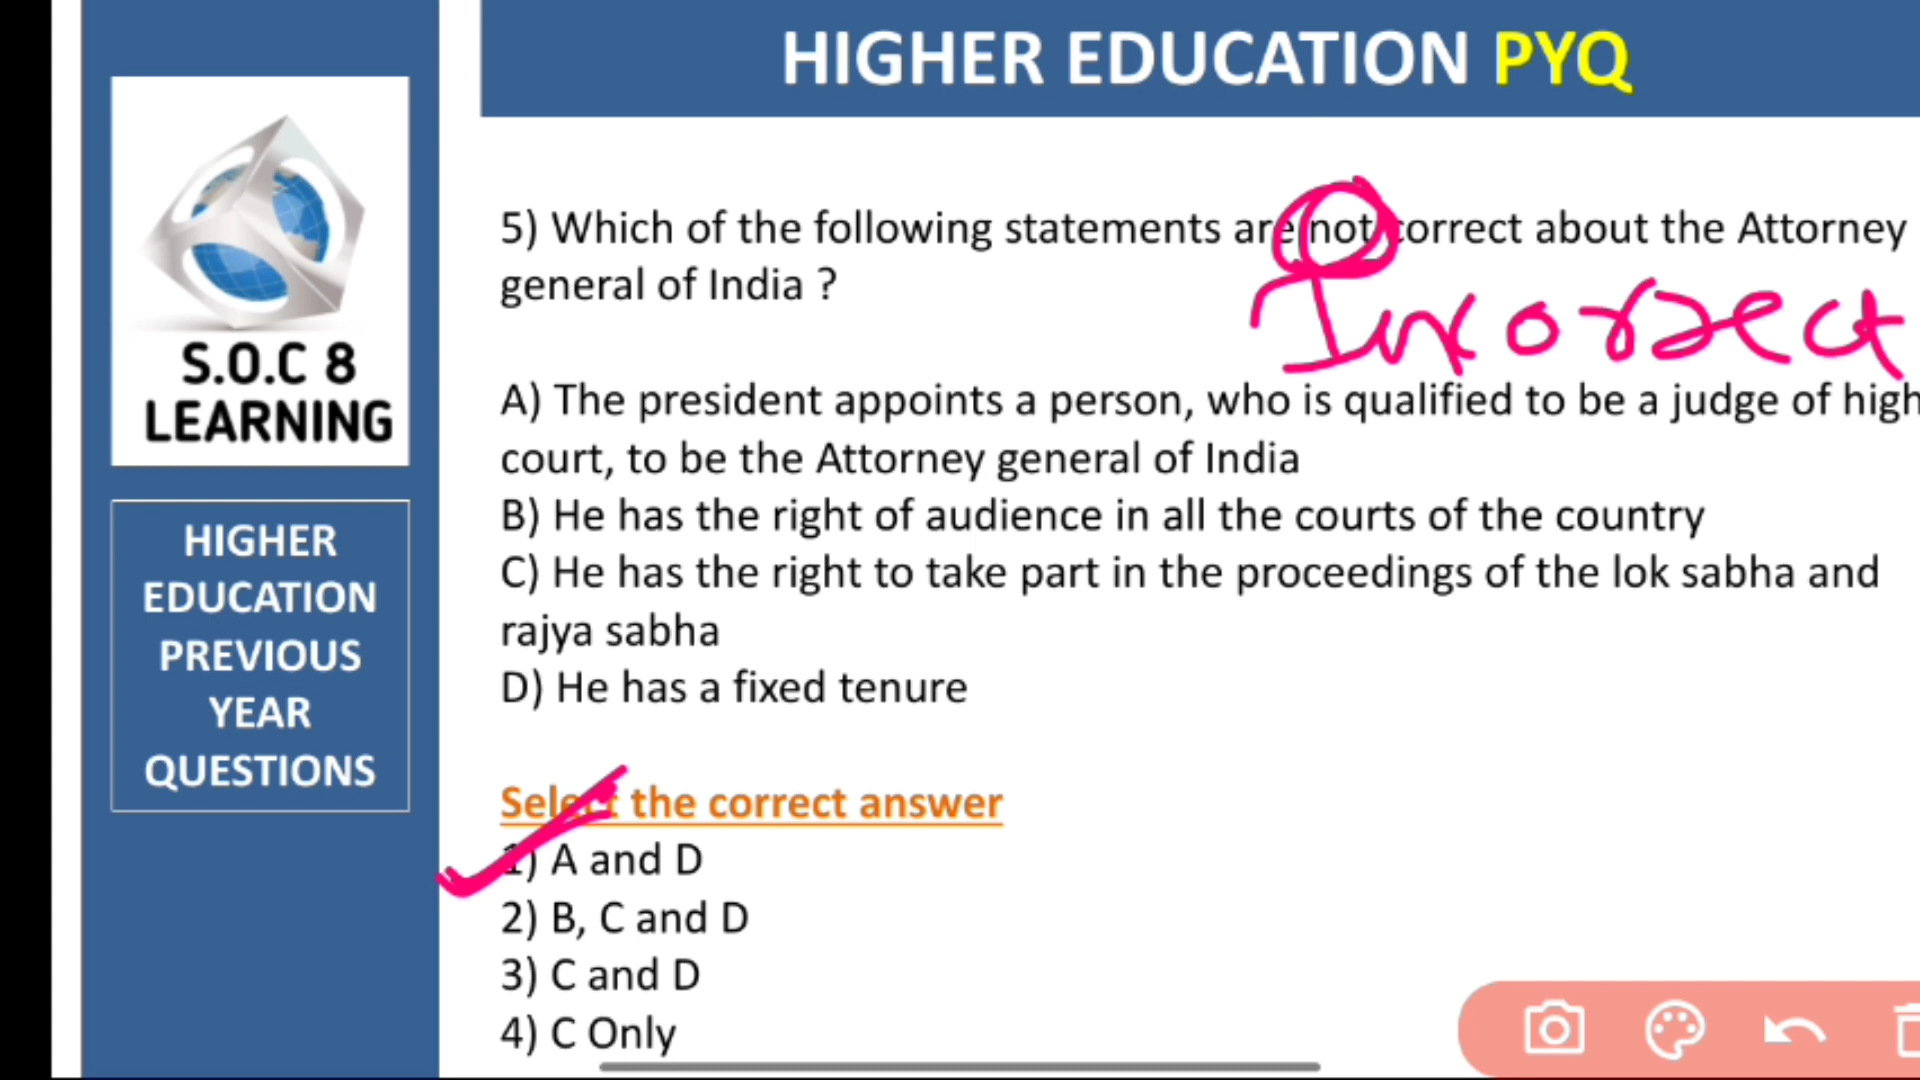 HIGHER EDUCATION PYQ
S.O.C 8
LEARNING
HIGHER
EDUCATION
PREVIOUS
YEAR
QUESTIONS
5) Which of the following statements are not correct about the Attorney
general of India ?
Incorrect
A) The president appoints a person, who is qualified to be a judge of high
court, to be the Attorney general of India
B) He has the right of audience in all the courts of the country
C) He has the right to take part in the proceedings of the lok sabha and
rajya sabha
D) He has a fixed tenure
Select the correct answer
1) A and D
2) B, C and D
3) C and D
4) C Only